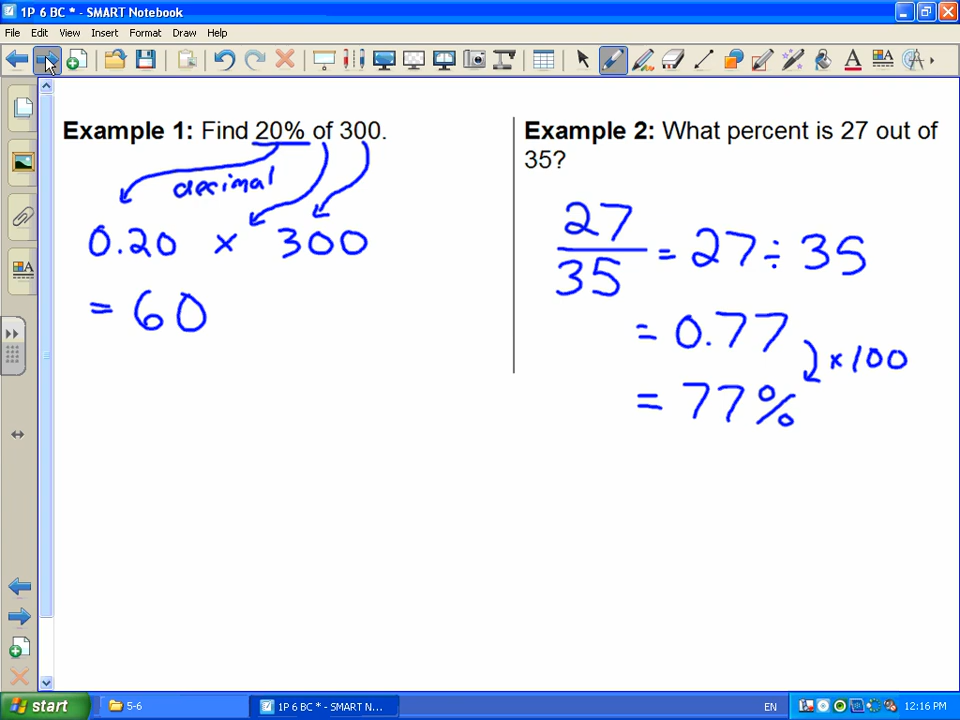 1P 6 BC * - SMART Notebook
File Edit View Insert Format Draw Help
Example 1: Find 20% of 300.
decimal
0.20 × 300
= 60
Example 2: What percent is 27 out of
35?
27
35
= 27 ÷ 35
= 0.77
× 100
= 77%
start
5-6
1P 6 BC * - SMART N...
EN
12:16 PM